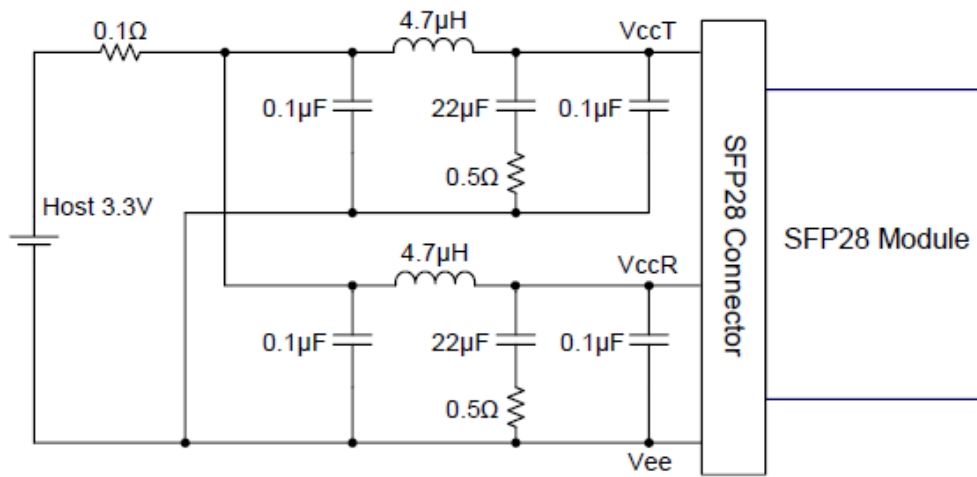 4.7µH
0.1Ω
VccT
0.1µF
22µF
0.1µF
0.5Ω
Host 3.3V
SFP28 Connector
SFP28 Module
4.7µH
VccR
0.1µF
22µF
0.1µF
0.5Ω
Vee